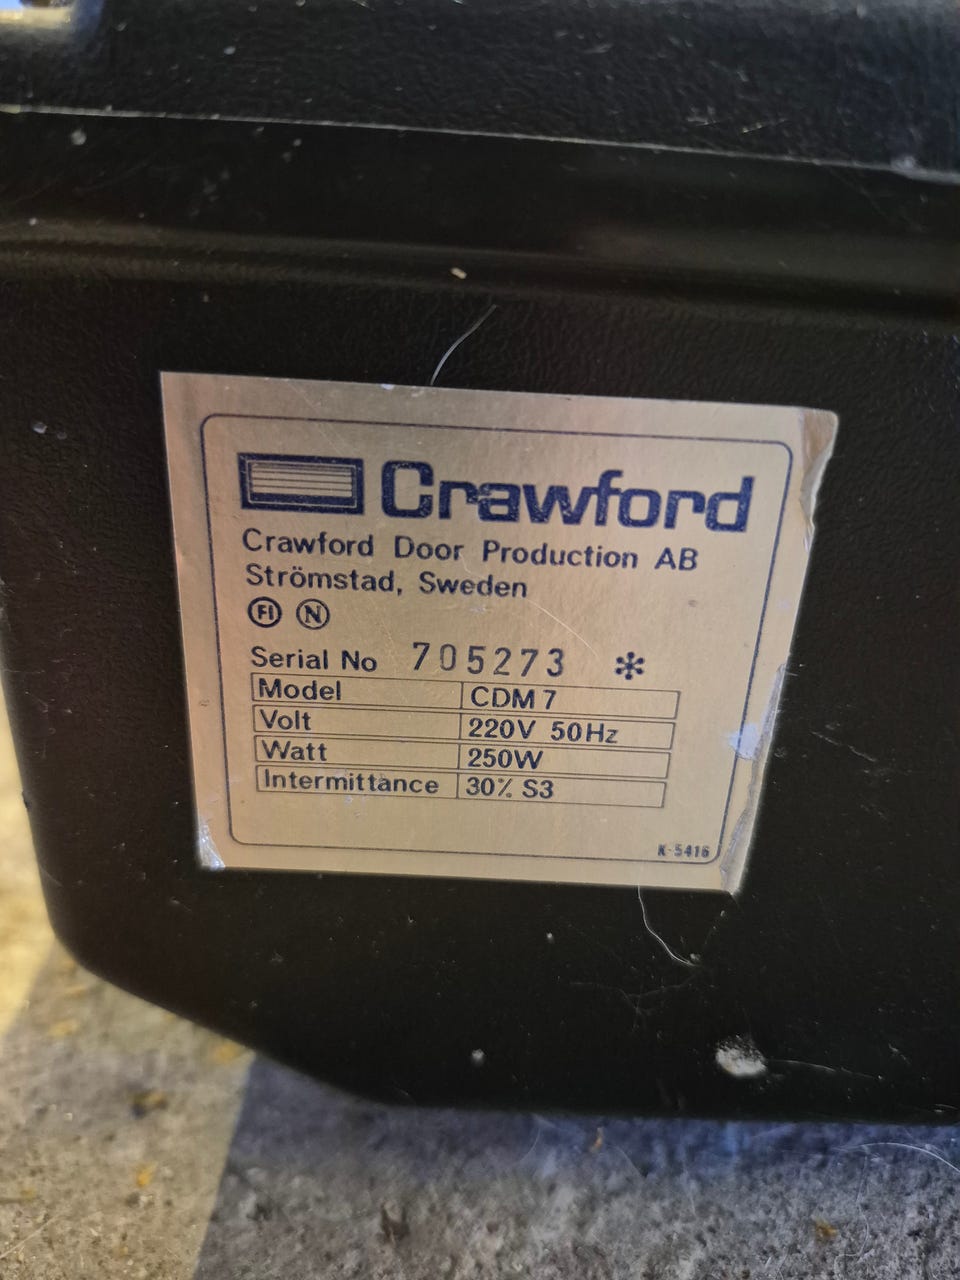 Crawford
Crawford Door Production AB
Strömstad, Sweden
FI N
Serial No 705273 *
Model CDM 7
Volt 220V 50Hz
Watt 250W
Intermittance 30% S3
K-5416